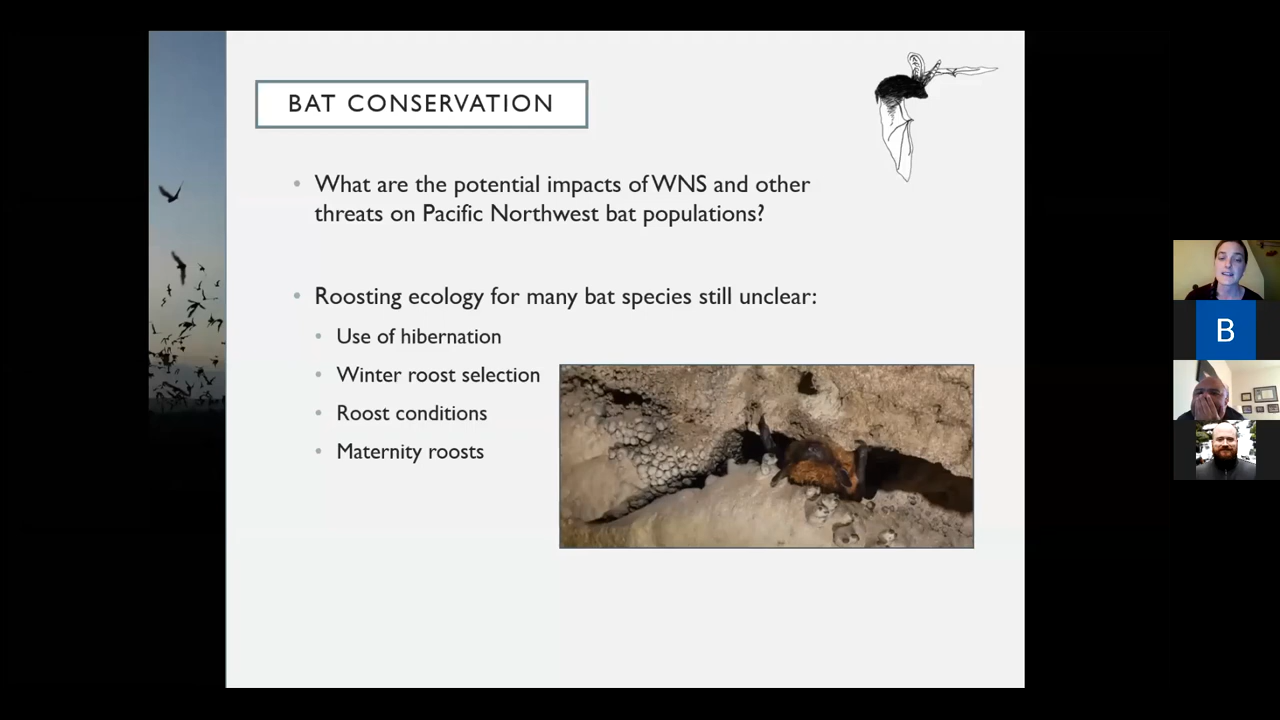 BAT CONSERVATION
• What are the potential impacts of WNS and other
threats on Pacific Northwest bat populations?
• Roosting ecology for many bat species still unclear:
• Use of hibernation
• Winter roost selection
• Roost conditions
• Maternity roosts
B